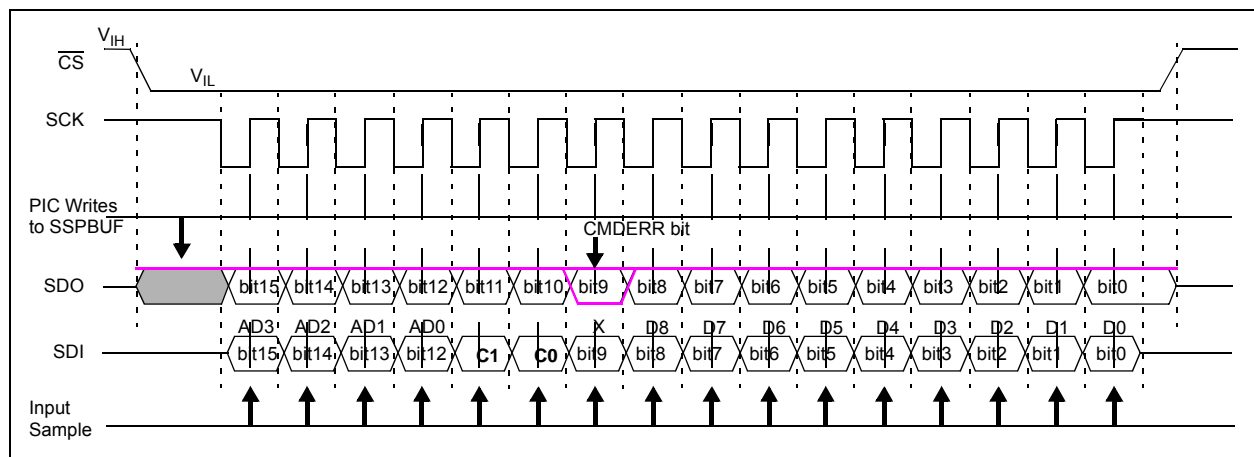 VIH
CS
VIL
SCK
PIC Writes
to SSPBUF
CMDERR bit
SDO
bit15 bit14 bit13 bit12 bit11 bit10 bit9 bit8 bit7 bit6 bit5 bit4 bit3 bit2 bit1 bit0
AD3 AD2 AD1 AD0 X D8 D7 D6 D5 D4 D3 D2 D1 D0
SDI
bit15 bit14 bit13 bit12 C1 C0 bit9 bit8 bit7 bit6 bit5 bit4 bit3 bit2 bit1 bit0
Input
Sample